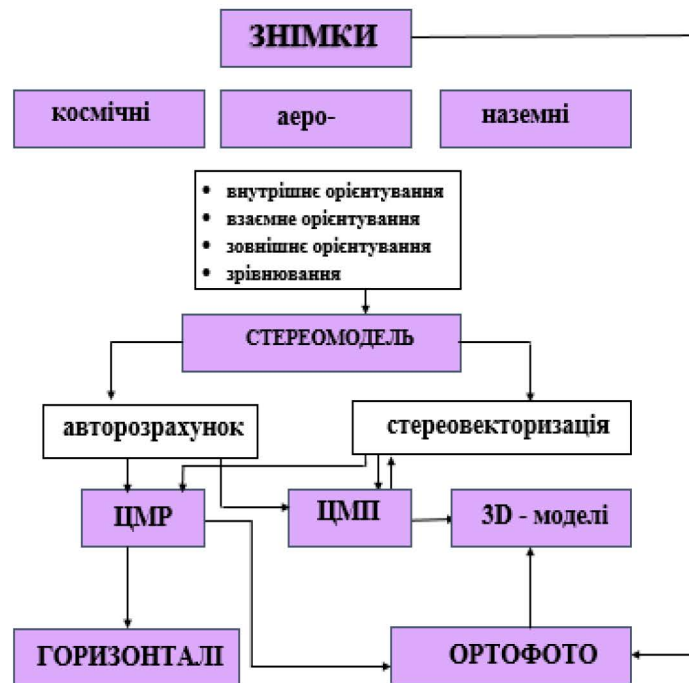 ЗНІМКИ
космічні
аеро-
наземні
• внутрішнє орієнтування
• взаємне орієнтування
• зовнішнє орієнтування
• зрівнювання
СТЕРЕОМОДЕЛЬ
авторозрахунок
стереовекторизація
ЦМР
ЦМП
3D - моделі
ГОРИЗОНТАЛІ
ОРТОФОТО